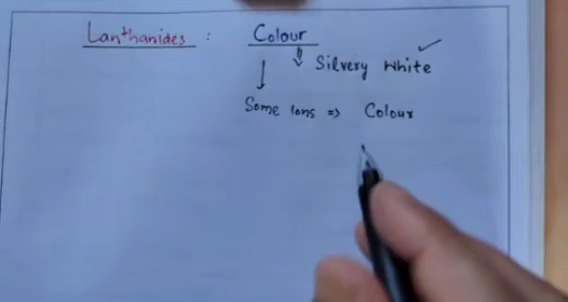 Lanthanides : Colour
⇓ Silvery White ✓
↓
Some ions ⇒ Colour